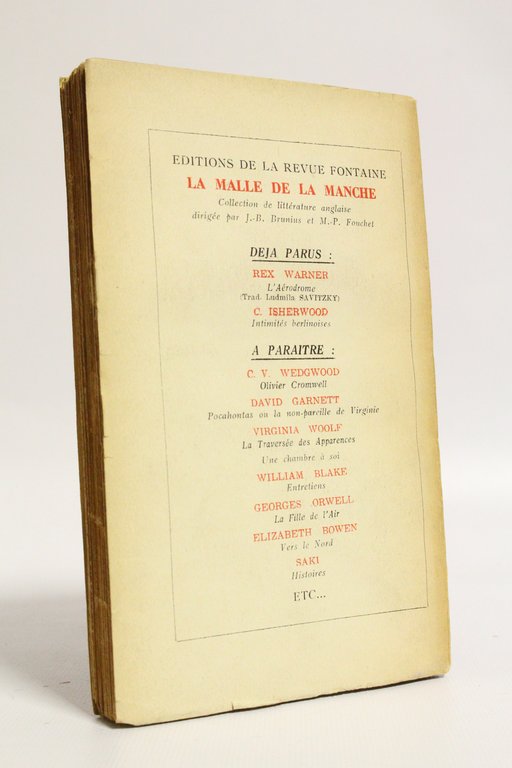 EDITIONS DE LA REVUE FONTAINE
LA MALLE DE LA MANCHE
Collection de littérature anglaise
dirigée par J.-B. Brunius et M.-P. Fouchet
DEJA PARUS :
REX WARNER
L'Aérodrome
(Trad. Ludmila SAVITZKY)
C. ISHERWOOD
Intimités berlinoises
A PARAITRE :
C. V. WEDGWOOD
Olivier Cromwell
DAVID GARNETT
Pocahontas ou la non-pareille de Virginie
VIRGINIA WOOLF
La Traversée des Apparences
Une chambre à soi
WILLIAM BLAKE
Entretiens
GEORGES ORWELL
La Fille de l'Air
ELIZABETH BOWEN
Vers le Nord
SAKI
Histoires
ETC...